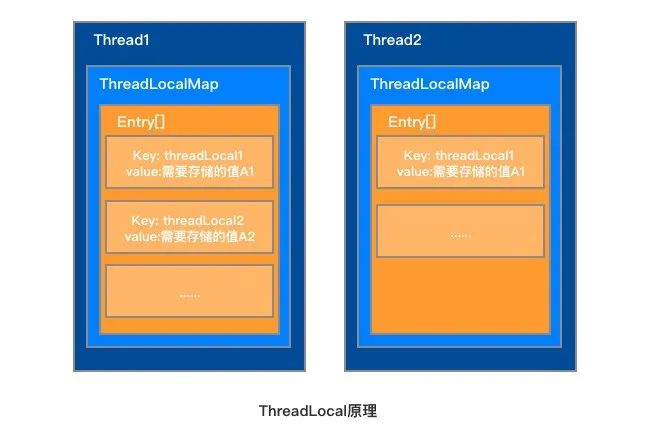 Thread1
ThreadLocalMap
Entry[]
Key: threadLocal1
value:需要存储的值A1
Key: threadLocal2
value:需要存储的值A2
......
Thread2
ThreadLocalMap
Entry[]
Key: threadLocal1
value:需要存储的值A1
......
ThreadLocal原理